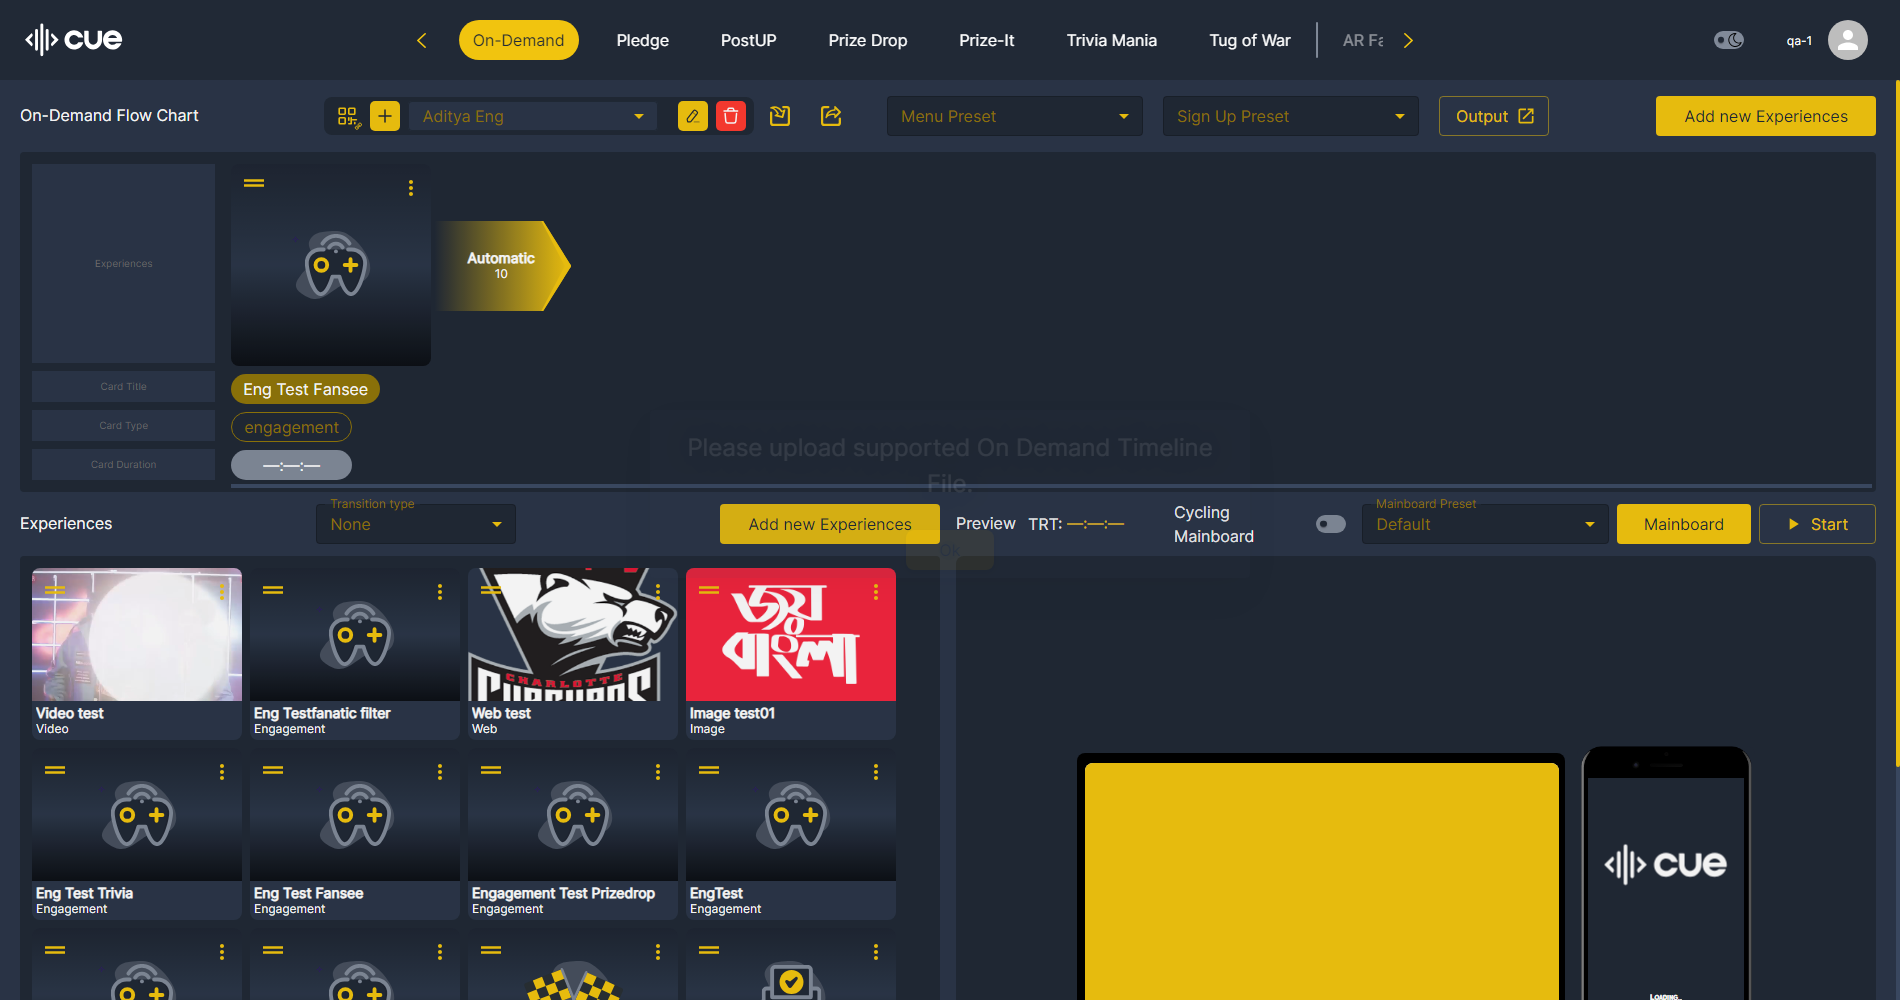 cue
On-Demand
Pledge
PostUP
Prize Drop
Prize-It
Trivia Mania
Tug of War
AR Fa
qa-1
On-Demand Flow Chart
Aditya Eng
Menu Preset
Sign Up Preset
Output
Add new Experiences
Experiences
Automatic
10
Card Title
Eng Test Fansee
Card Type
engagement
Card Duration
—:—:—
Please upload supported On Demand Timeline
File.
Ok
Experiences
Transition type
None
Add new Experiences
Preview
TRT: —:—:—
Cycling
Mainboard
Mainboard Preset
Default
Mainboard
Start
Video test
Video
Eng Testfanatic filter
Engagement
CHARLOTTE
Web test
Web
জয়
বাংলা
Image test01
Image
Eng Test Trivia
Engagement
Eng Test Fansee
Engagement
Engagement Test Prizedrop
Engagement
EngTest
Engagement
cue
LOADING..